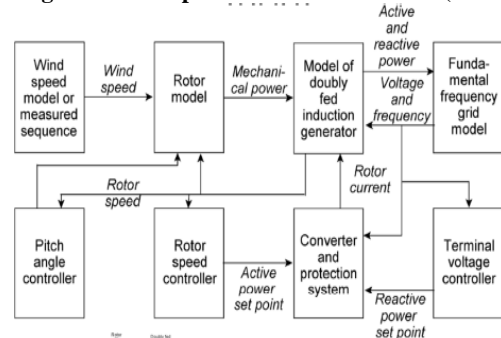 Active and
reactive
power
Wind
speed
model or
measured
sequence
Wind
speed
Rotor
model
Mechani-
cal power
Model of
doubly
fed
induction
generator
Voltage
and
frequency
Funda-
mental
frequency
grid
model
Rotor
speed
Rotor
current
Pitch
angle
controller
Rotor
speed
controller
Active
power
set point
Converter
and
protection
system
Reactive
power
set point
Terminal
voltage
controller
Rotor